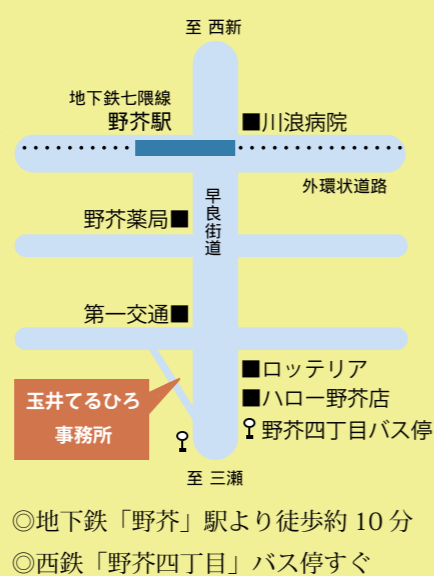 至 西新
地下鉄七隈線
野芥駅
■川浪病院
外環状道路
早良街道
野芥薬局■
第一交通■
■ロッテリア
■ハロー野芥店
野芥四丁目バス停
玉井てるひろ
事務所
至 三瀬
◎地下鉄「野芥」駅より徒歩約 10 分
◎西鉄「野芥四丁目」バス停すぐ